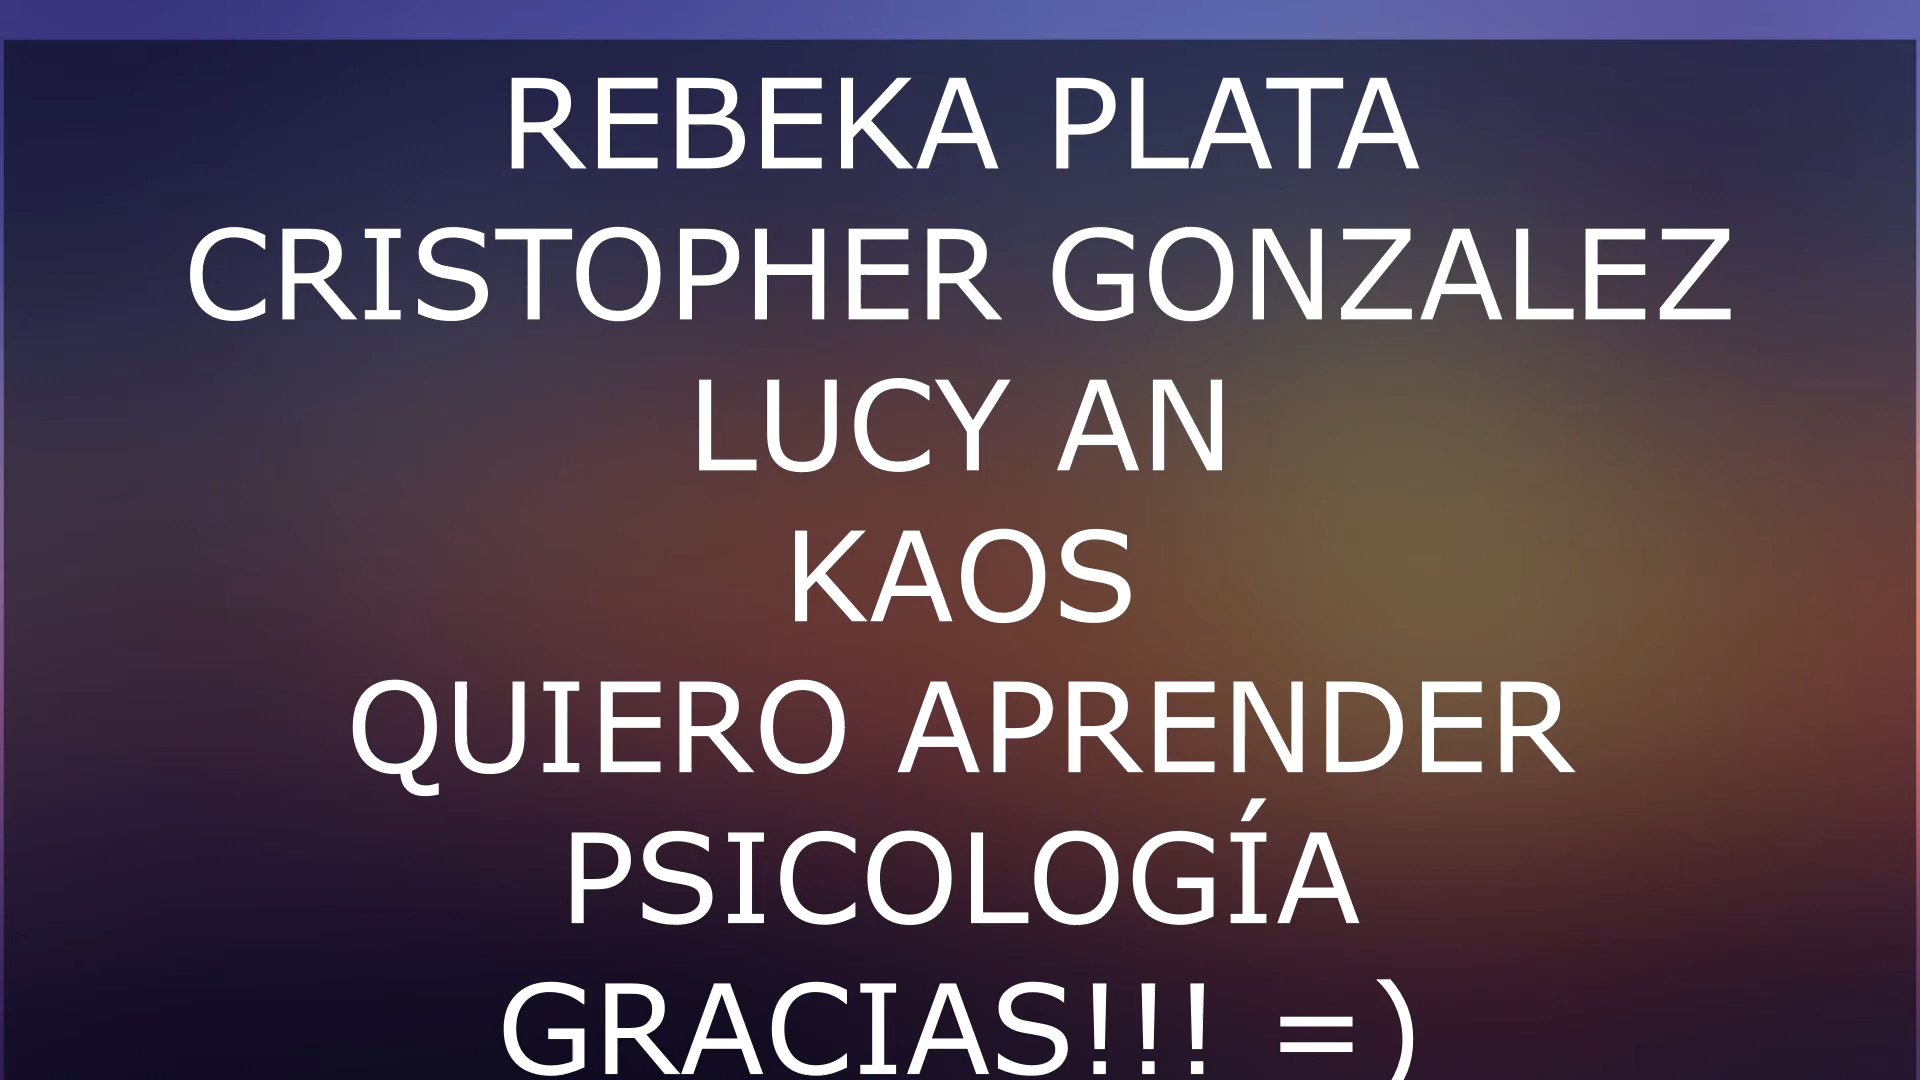 REBEKA PLATA
CRISTOPHER GONZALEZ
LUCY AN
KAOS
QUIERO APRENDER
PSICOLOGÍA
GRACIAS!!! =)